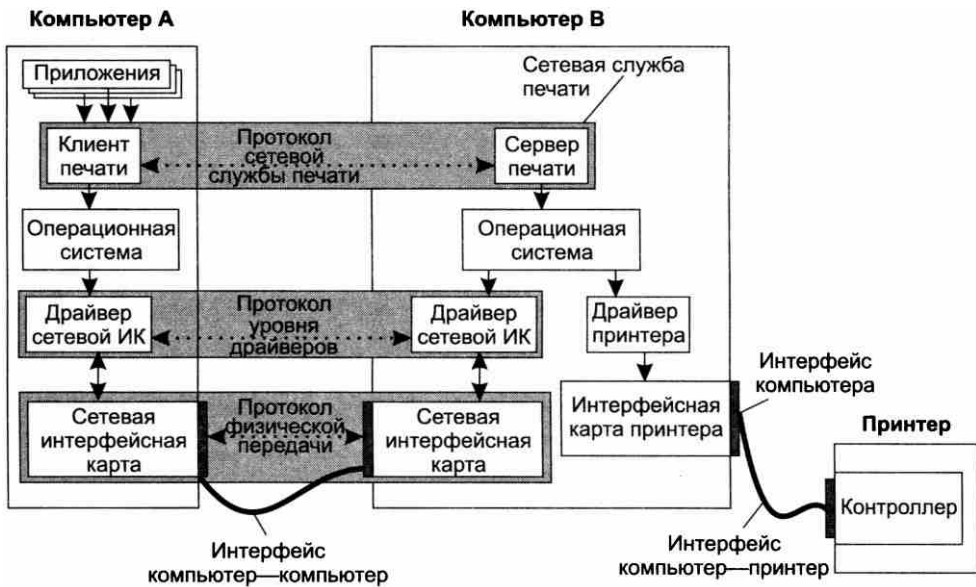 Компьютер A
Компьютер B
Приложения
Сетевая служба
печати
Клиент
печати
Протокол
сетевой
службы печати
Сервер
печати
Операционная
система
Операционная
система
Драйвер
сетевой ИК
Протокол
уровня
драйверов
Драйвер
сетевой ИК
Драйвер
принтера
Интерфейс
компьютера
Сетевая
интерфейсная
карта
Протокол
физической
передачи
Сетевая
интерфейсная
карта
Интерфейсная
карта принтера
Принтер
Контроллер
Интерфейс
компьютер—компьютер
Интерфейс
компьютер—принтер